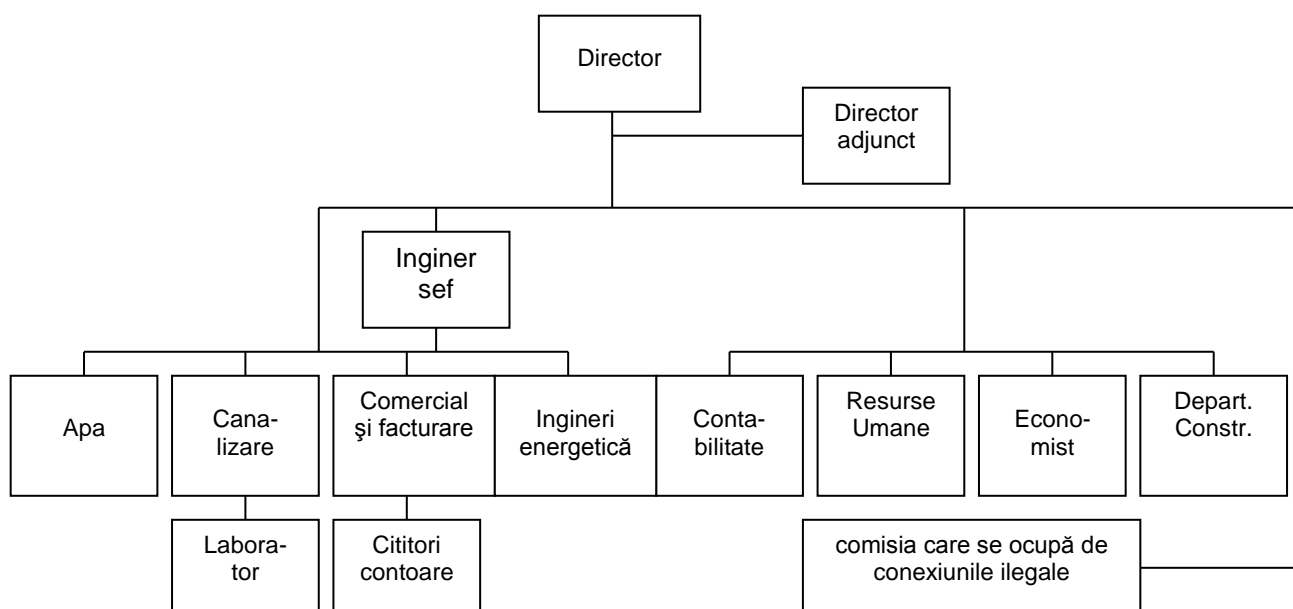 Director
Director
adjunct
Inginer
sef
Apa
Cana-
lizare
Comercial
şi facturare
Ingineri
energetică
Conta-
bilitate
Resurse
Umane
Econo-
mist
Depart.
Constr.
Labora-
tor
Cititori
contoare
comisia care se ocupă de
conexiunile ilegale